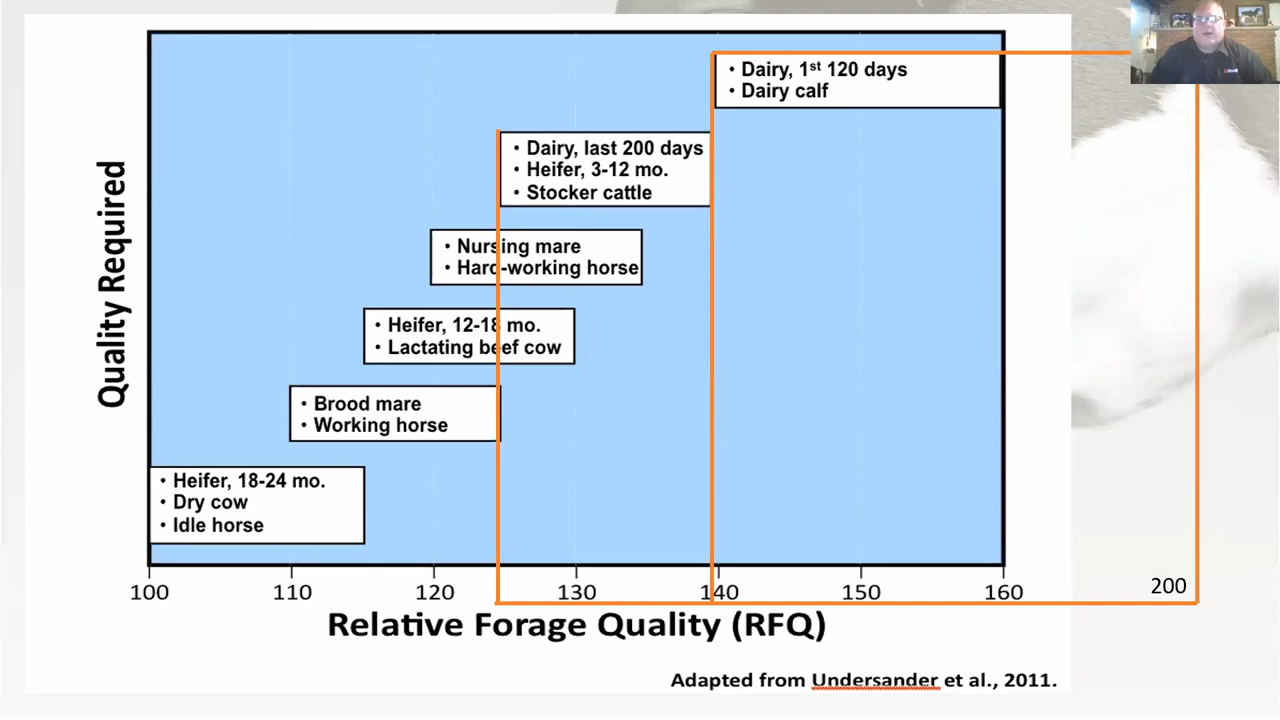 • Dairy, 1st 120 days
• Dairy calf
• Dairy, last 200 days
• Heifer, 3-12 mo.
• Stocker cattle
• Nursing mare
• Hard-working horse
• Heifer, 12-18 mo.
• Lactating beef cow
• Brood mare
• Working horse
• Heifer, 18-24 mo.
• Dry cow
• Idle horse
Quality Required
100 110 120 130 140 150 160 200
Relative Forage Quality (RFQ)
Adapted from Undersander et al., 2011.